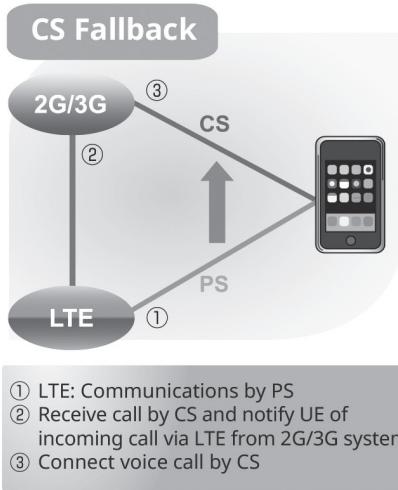 CS Fallback
2G/3G
③
CS
②
PS
LTE
①
① LTE: Communications by PS
② Receive call by CS and notify UE of
incoming call via LTE from 2G/3G system
③ Connect voice call by CS